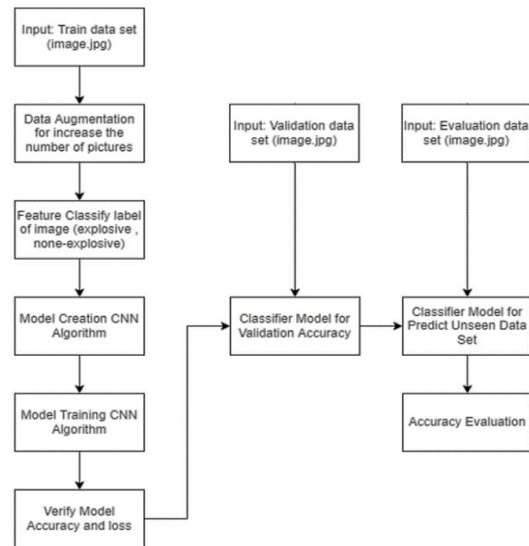 Input: Train data set
(image.jpg)
Data Augmentation
for increase the
number of pictures
Feature Classify label
of image (explosive ,
none-explosive)
Model Creation CNN
Algorithm
Model Training CNN
Algorithm
Verify Model
Accuracy and loss
Input: Validation data
set (image.jpg)
Classifier Model for
Validation Accuracy
Input: Evaluation data
set (image.jpg)
Classifier Model for
Predict Unseen Data
Set
Accuracy Evaluation